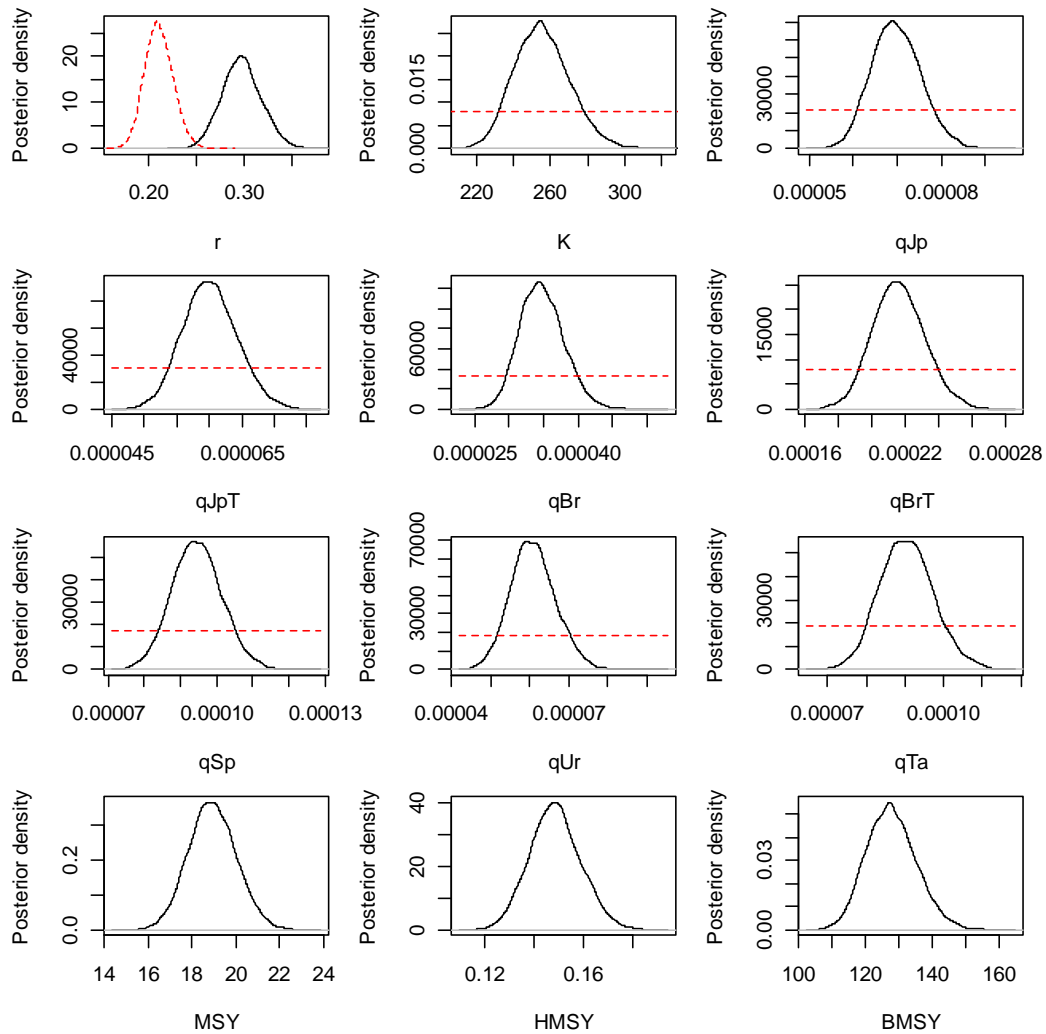 Posterior density
0
10
20
0.20
0.30
r
Posterior density
0.000
0.015
220
260
300
K
Posterior density
0
30000
0.00005
0.00008
qJp
Posterior density
0
40000
0.000045
0.000065
qJpT
Posterior density
0
60000
0.000025
0.000040
qBr
Posterior density
0
15000
0.00016
0.00022
0.00028
qBrT
Posterior density
0
30000
0.00007
0.00010
0.00013
qSp
Posterior density
0
30000
70000
0.00004
0.00007
qUr
Posterior density
0
30000
0.00007
0.00010
qTa
Posterior density
0.0
0.2
14 16 18 20 22 24
MSY
Posterior density
0
20
40
0.12
0.16
HMSY
Posterior density
0.00
0.03
100 120 140 160
BMSY